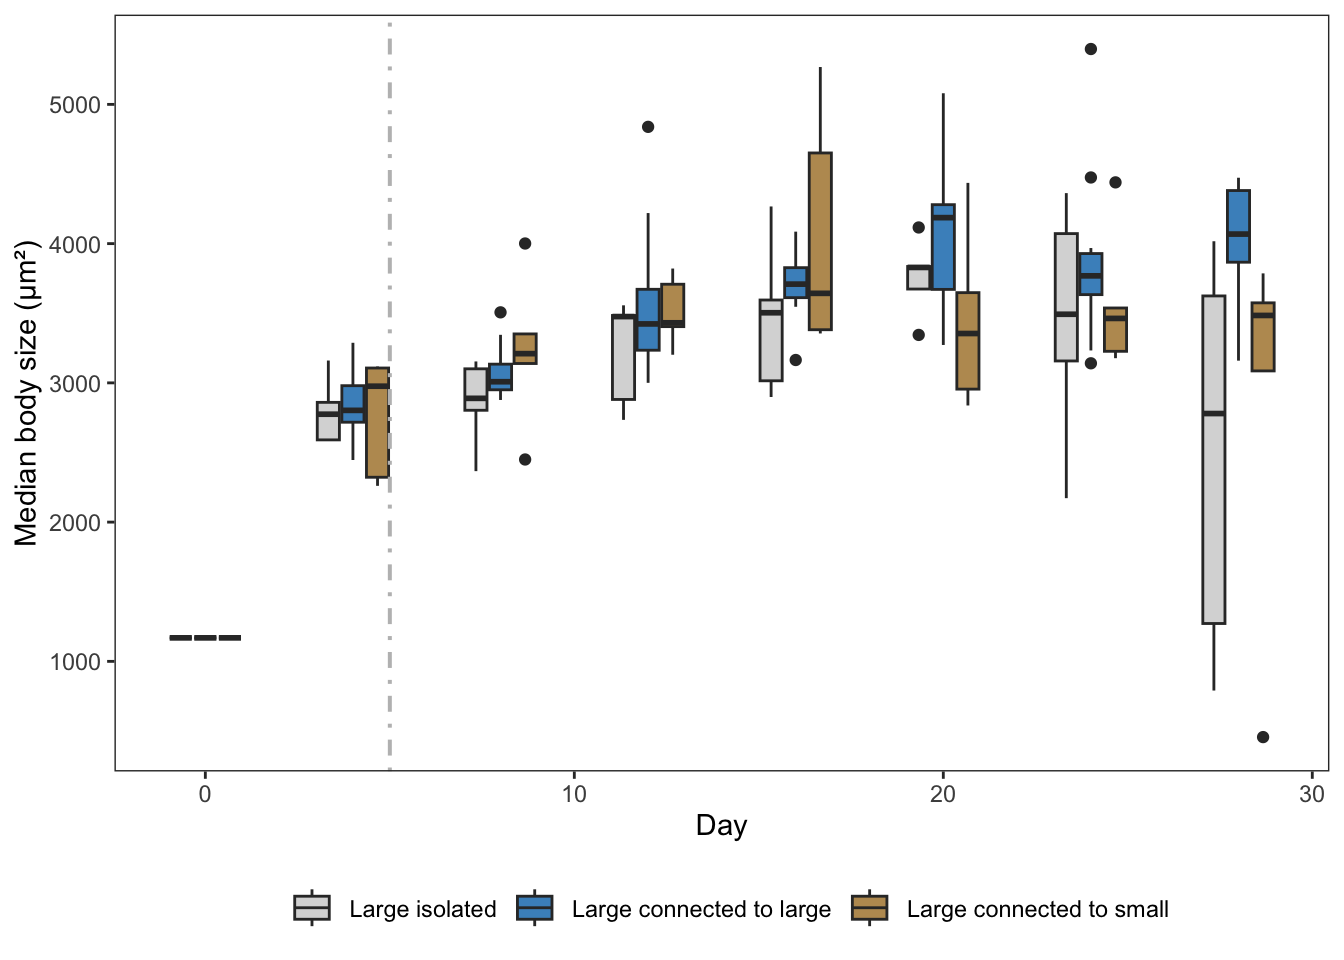 Median body size (μm²)
5000
4000
3000
2000
1000
0 10 20 30
Day
Large isolated Large connected to large Large connected to small